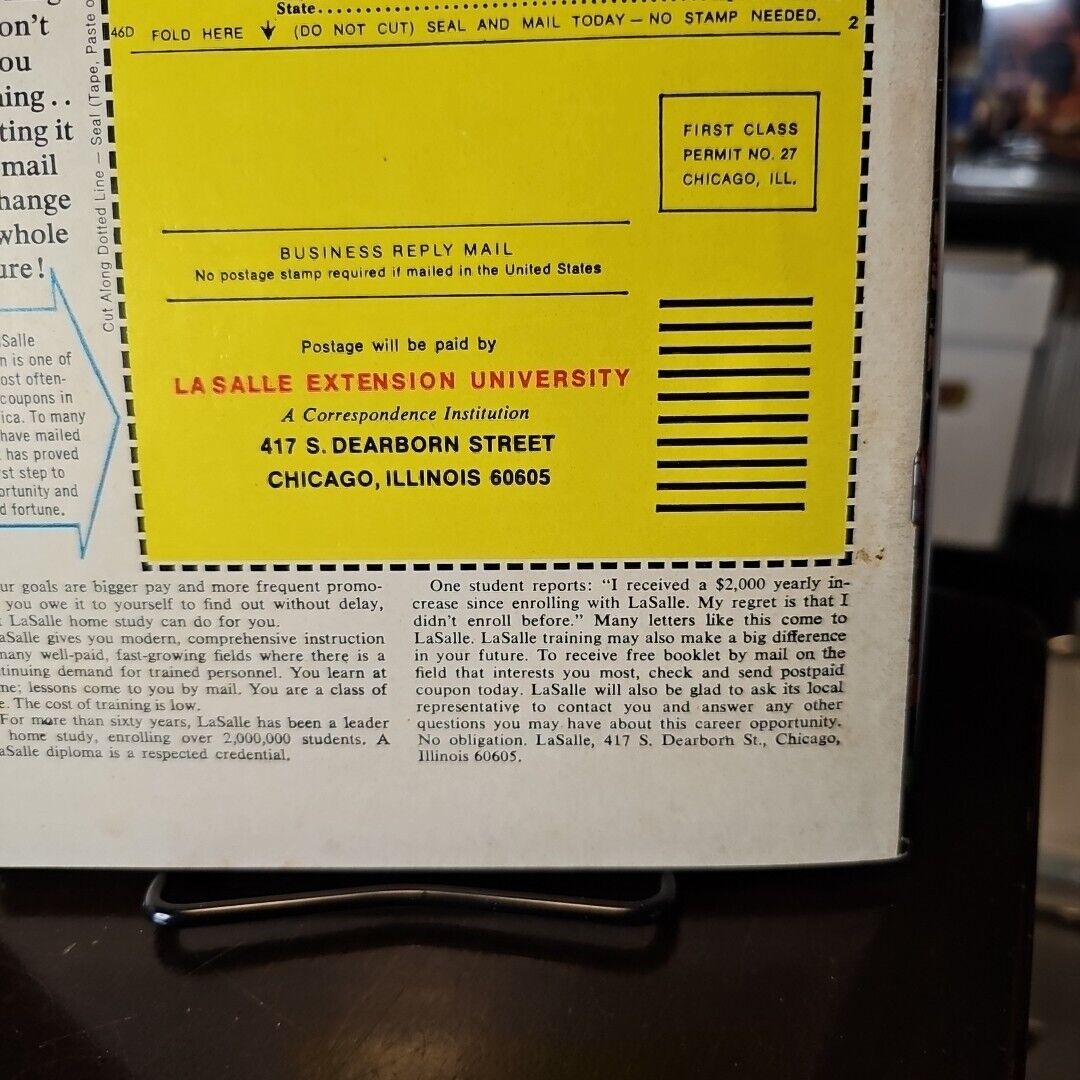 State
46D FOLD HERE (DO NOT CUT) SEAL AND MAIL TODAY — NO STAMP NEEDED. 2
Cut Along Dotted Line — Seal (Tape, Paste
on't
ou
ing..
ting it
mail
hange
whole
ure!
Salle
n is one of
ost often-
coupons in
ica. To many
have mailed
has proved
st step to
ortunity and
d fortune.
FIRST CLASS
PERMIT NO. 27
CHICAGO, ILL.
BUSINESS REPLY MAIL
No postage stamp required if mailed in the United States
Postage will be paid by
LA SALLE EXTENSION UNIVERSITY
A Correspondence Institution
417 S. DEARBORN STREET
CHICAGO, ILLINOIS 60605
ur goals are bigger pay and more frequent promo-
you owe it to yourself to find out without delay,
LaSalle home study can do for you.
aSalle gives you modern, comprehensive instruction
many well-paid, fast-growing fields where there is a
tinuing demand for trained personnel. You learn at
me; lessons come to you by mail. You are a class of
e. The cost of training is low.
For more than sixty years, LaSalle has been a leader
home study, enrolling over 2,000,000 students. A
aSalle diploma is a respected credential.
One student reports: "I received a $2,000 yearly in-
crease since enrolling with LaSalle. My regret is that I
didn't enroll before." Many letters like this come to
LaSalle. LaSalle training may also make a big difference
in your future. To receive free booklet by mail on the
field that interests you most, check and send postpaid
coupon today. LaSalle will also be glad to ask its local
representative to contact you and answer any other
questions you may have about this career opportunity.
No obligation. LaSalle, 417 S. Dearborn St., Chicago,
Illinois 60605.